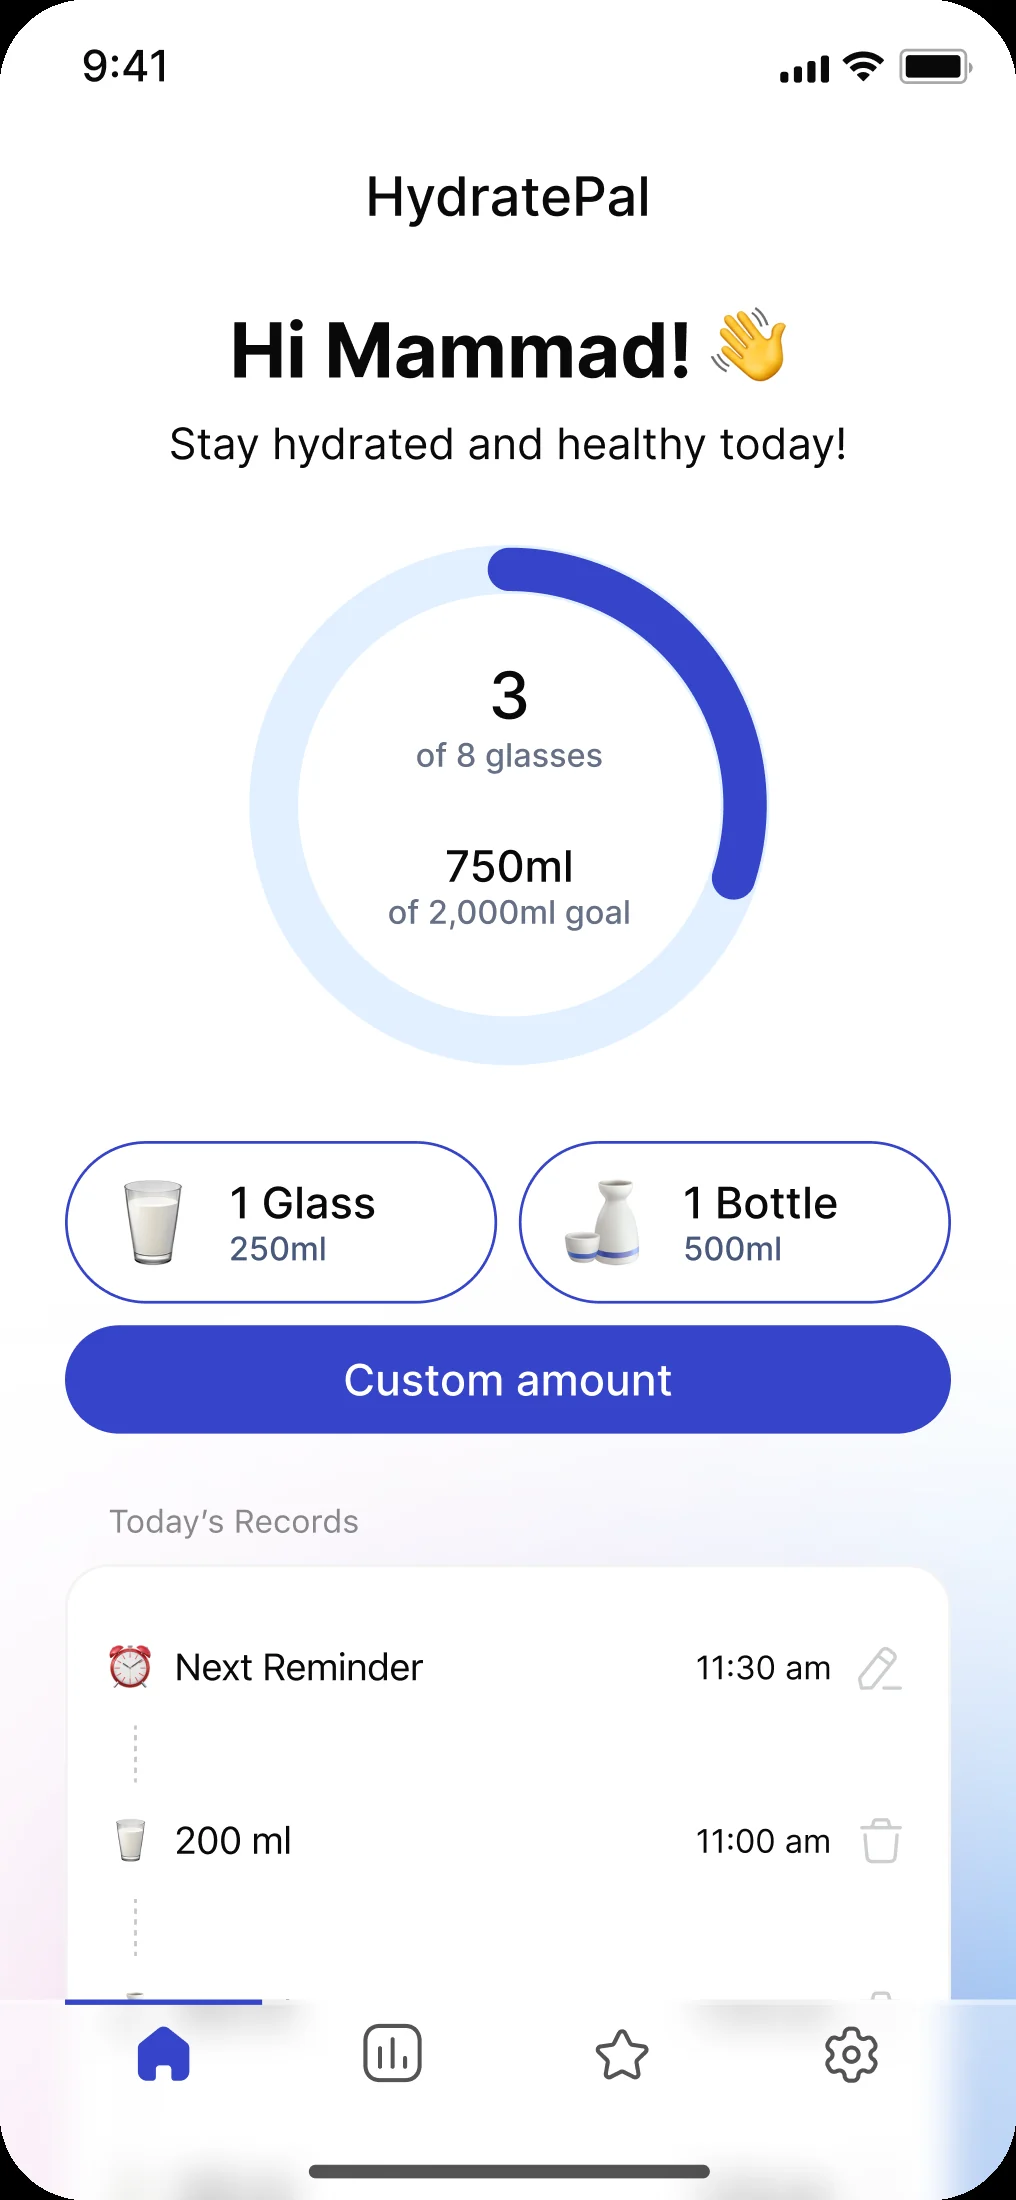 9:41
HydratePal
Hi Mammad! 👋
Stay hydrated and healthy today!
3
of 8 glasses
750ml
of 2,000ml goal
1 Glass
250ml
1 Bottle
500ml
Custom amount
Today’s Records
Next Reminder 11:30 am
200 ml 11:00 am